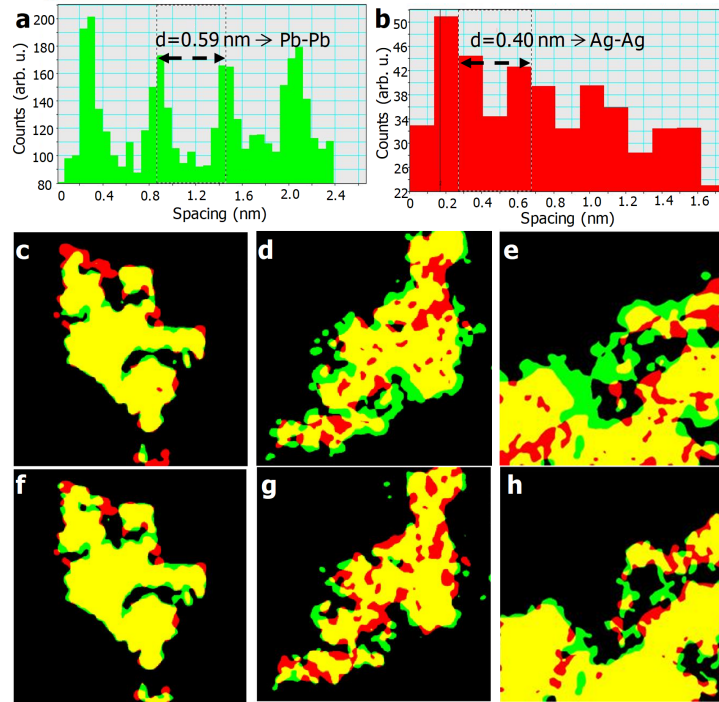 a
200
180
160
140
120
100
80
Counts (arb. u.)
d=0.59 nm → Pb-Pb
0 0.4 0.8 1.2 1.6 2.0 2.4
Spacing (nm)
b
50
46
42
38
34
30
26
22
Counts (arb. u.)
d=0.40 nm → Ag-Ag
0 0.2 0.4 0.6 0.8 1.0 1.2 1.4 1.6
Spacing (nm)
c
d
e
f
g
h